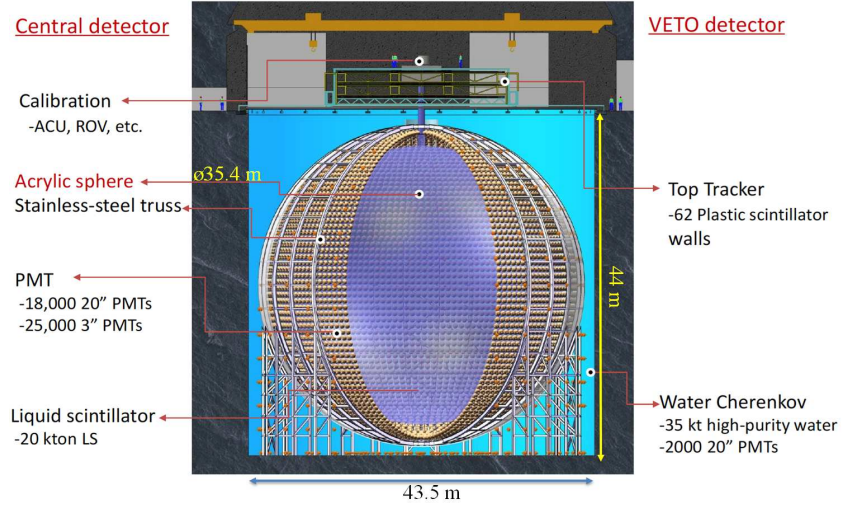 Central detector
VETO detector
Calibration
-ACU, ROV, etc.
Acrylic sphere
ø35.4 m
Stainless-steel truss
Top Tracker
-62 Plastic scintillator
walls
PMT
-18,000 20” PMTs
-25,000 3” PMTs
44 m
Liquid scintillator
-20 kton LS
Water Cherenkov
-35 kt high-purity water
-2000 20” PMTs
43.5 m